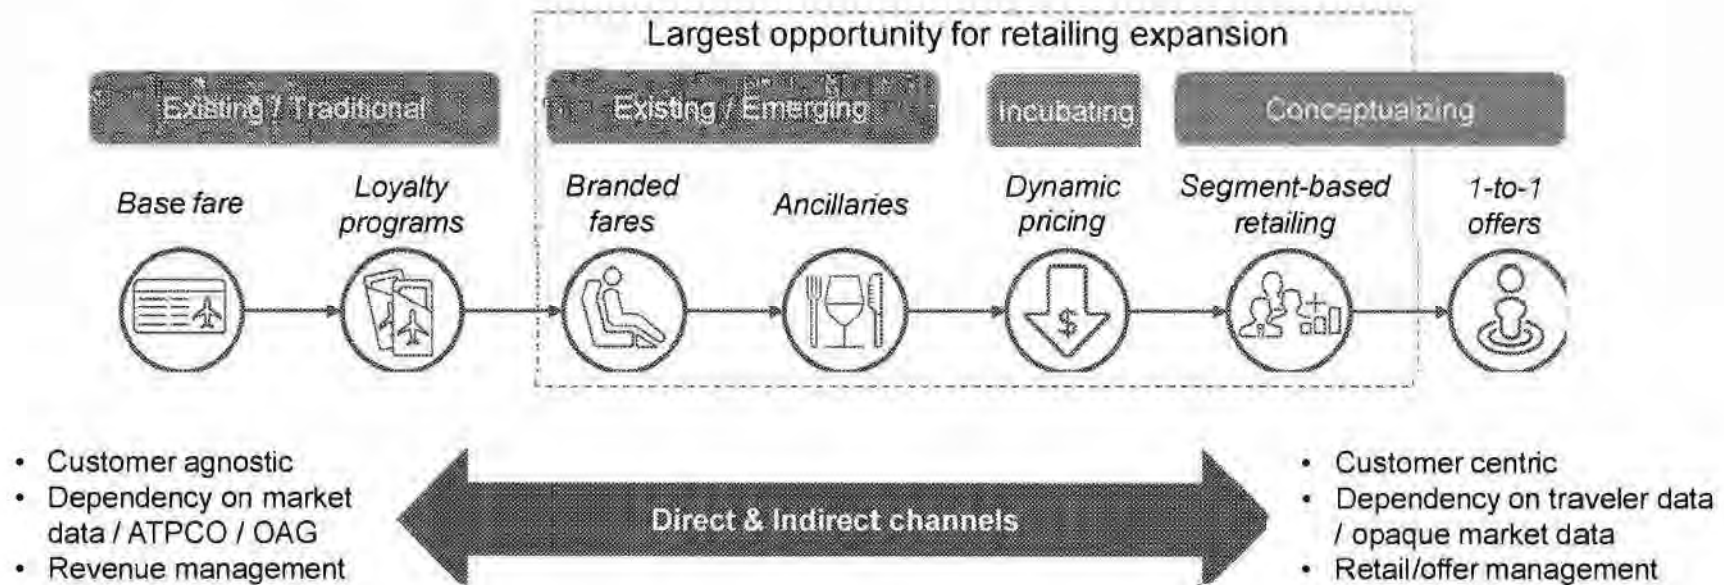 Largest opportunity for retailing expansion
Existing / Traditional
Existing / Emerging
Incubating
Conceptualizing
Base fare
Loyalty
programs
Branded
fares
Ancillaries
Dynamic
pricing
Segment-based
retailing
1-to-1
offers
$
• Customer agnostic
• Dependency on market
data / ATPCO / OAG
• Revenue management
Direct & Indirect channels
• Customer centric
• Dependency on traveler data
/ opaque market data
• Retail/offer management